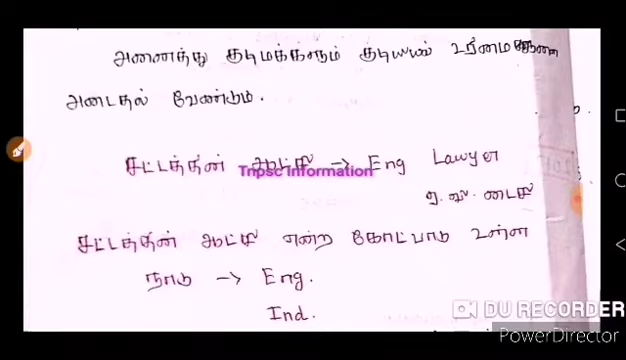 அனைத்து குடிமக்களும் குடியியல் உரிமைகளை
அடைதல் வேண்டும்.
சட்டத்தின் ஆட்சி → Eng Lawyer
Tnpsc Information
ஏ.வி. டைசி
சட்டத்தின் ஆட்சி என்ற கோட்பாடு உள்ள
நாடு → Eng.
Ind.
DU RECORDER
PowerDirector